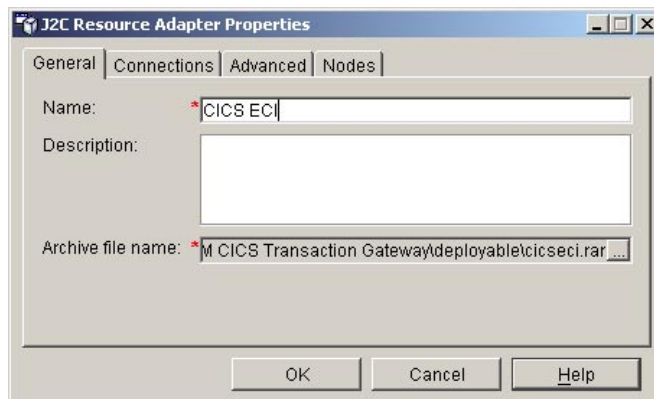 J2C Resource Adapter Properties
General Connections Advanced Nodes
Name: *CICS ECI
Description:
Archive file name: *M CICS Transaction Gateway\deployable\cicseci.rar ...
OK Cancel Help